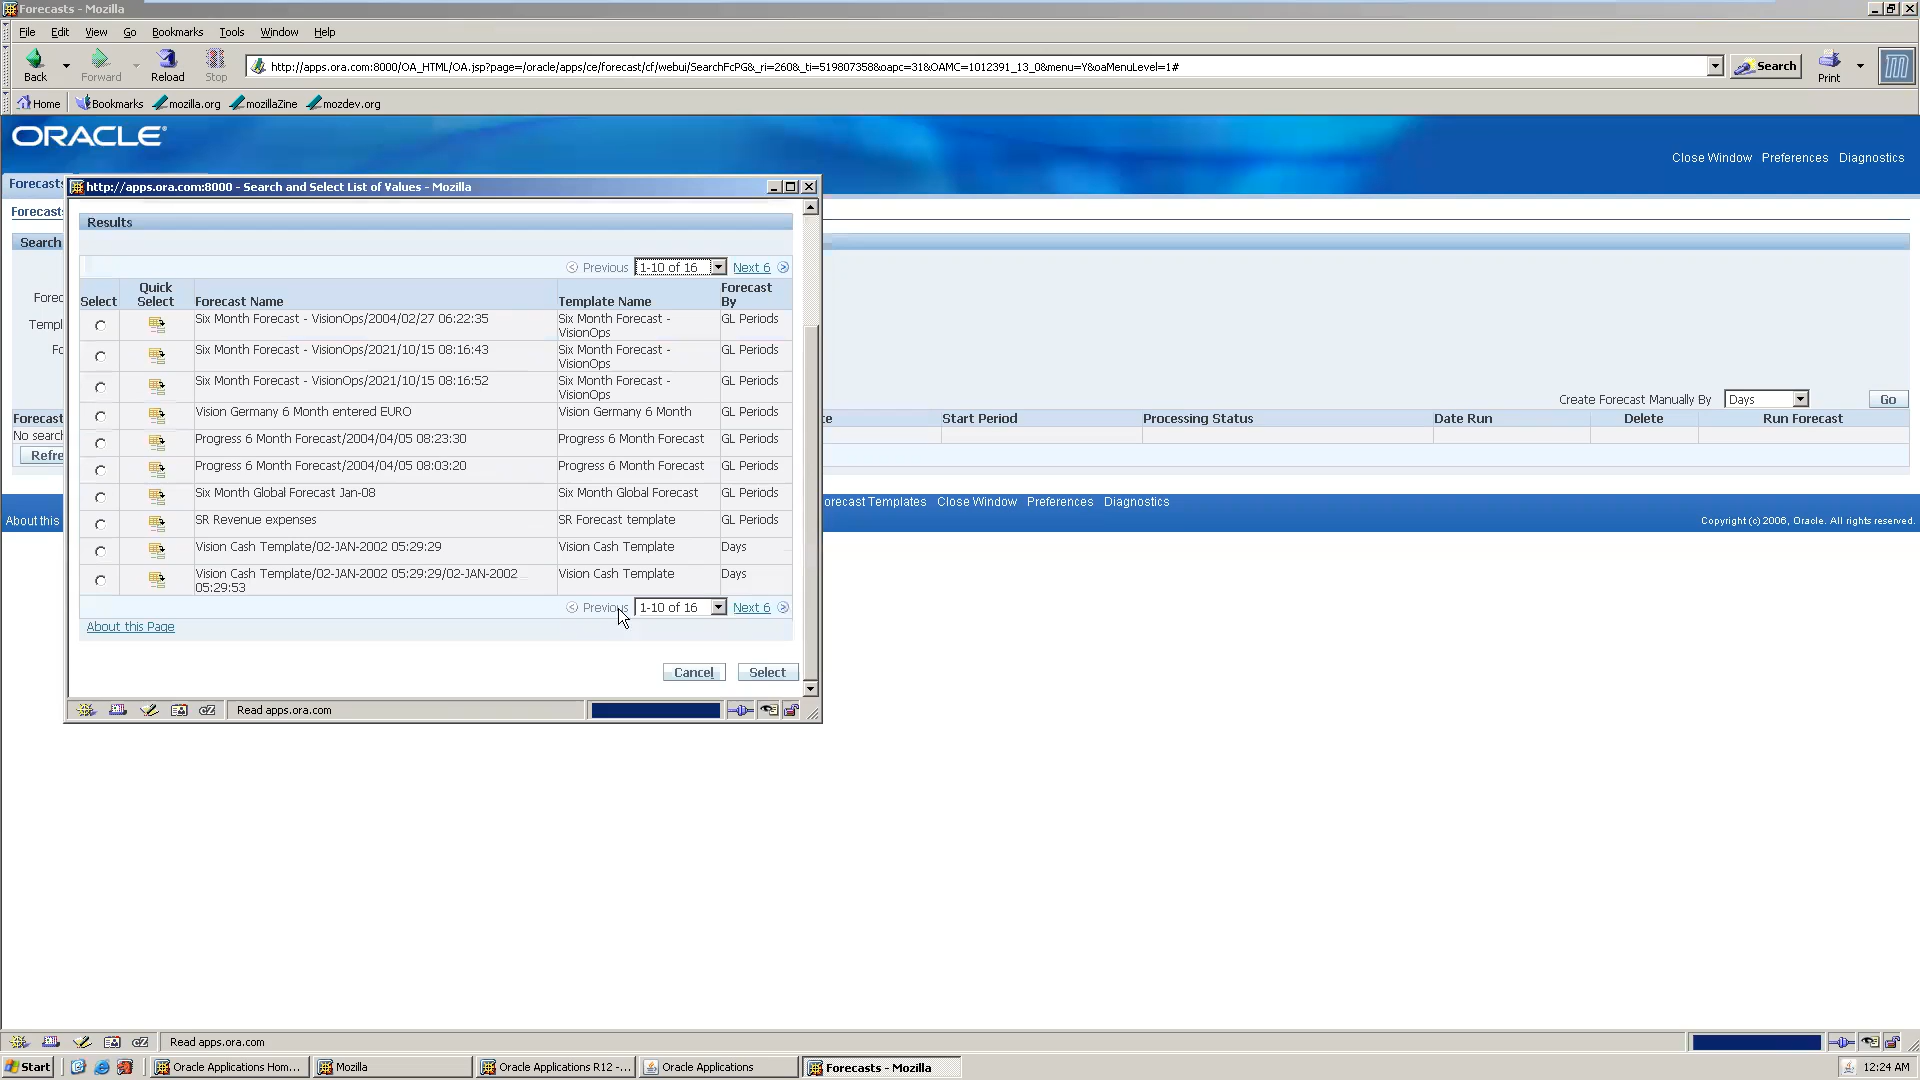 Forecasts - Mozilla
File Edit View Go Bookmarks Tools Window Help
Back Forward Reload Stop http://apps.ora.com:8000/OA_HTML/OA.jsp?page=/oracle/apps/ce/forecast/cf/webui/SearchFcPG&_ri=260&_ti=519807358&oapc=31&OAMC=1012391_13_0&menu=Y&oaMenuLevel=1# Search Print
Home Bookmarks mozilla.org mozillaZine mozdev.org
ORACLE
Close Window Preferences Diagnostics
Forecasts
http://apps.ora.com:8000 - Search and Select List of Values - Mozilla
Forecasts
Search
Results
Previous 1-10 of 16 Next 6
Select Quick Select Forecast Name Template Name Forecast By
Six Month Forecast - VisionOps/2004/02/27 06:22:35 Six Month Forecast - VisionOps GL Periods
Six Month Forecast - VisionOps/2021/10/15 08:16:43 Six Month Forecast - VisionOps GL Periods
Six Month Forecast - VisionOps/2021/10/15 08:16:52 Six Month Forecast - VisionOps GL Periods
Vision Germany 6 Month entered EURO Vision Germany 6 Month GL Periods
Progress 6 Month Forecast/2004/04/05 08:23:30 Progress 6 Month Forecast GL Periods
Progress 6 Month Forecast/2004/04/05 08:03:20 Progress 6 Month Forecast GL Periods
Six Month Global Forecast Jan-08 Six Month Global Forecast GL Periods
SR Revenue expenses SR Forecast template GL Periods
Vision Cash Template/02-JAN-2002 05:29:29 Vision Cash Template Days
Vision Cash Template/02-JAN-2002 05:29:29/02-JAN-2002 05:29:53 Vision Cash Template Days
Previous 1-10 of 16 Next 6
About this Page
Cancel Select
Read apps.ora.com
Forec
Templ
Fo
Create Forecast Manually By Days Go
Forecast Start Period Processing Status Date Run Delete Run Forecast
No searc
Refre
orecast Templates Close Window Preferences Diagnostics
About this Copyright (c) 2006, Oracle. All rights reserved.
Read apps.ora.com
Start Oracle Applications Hom... Mozilla Oracle Applications R12 -... Oracle Applications Forecasts - Mozilla 12:24 AM